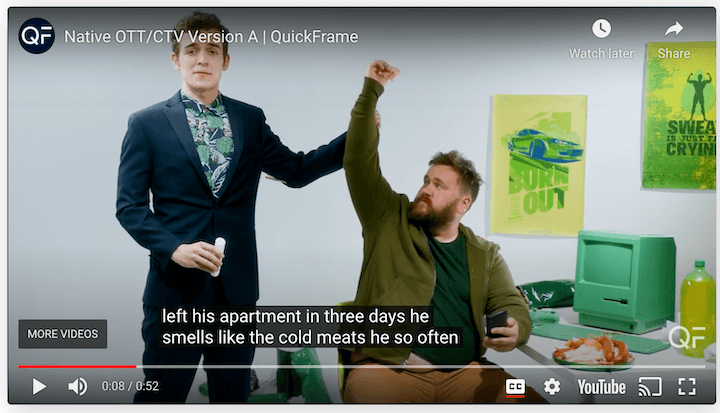 QF
Native OTT/CTV Version A | QuickFrame
Watch later
Share
SWEAT
IS JUST FAT
CRYING
BURN
OUT
left his apartment in three days he
smells like the cold meats he so often
MORE VIDEOS
QF
0:08 / 0:52
CC
YouTube